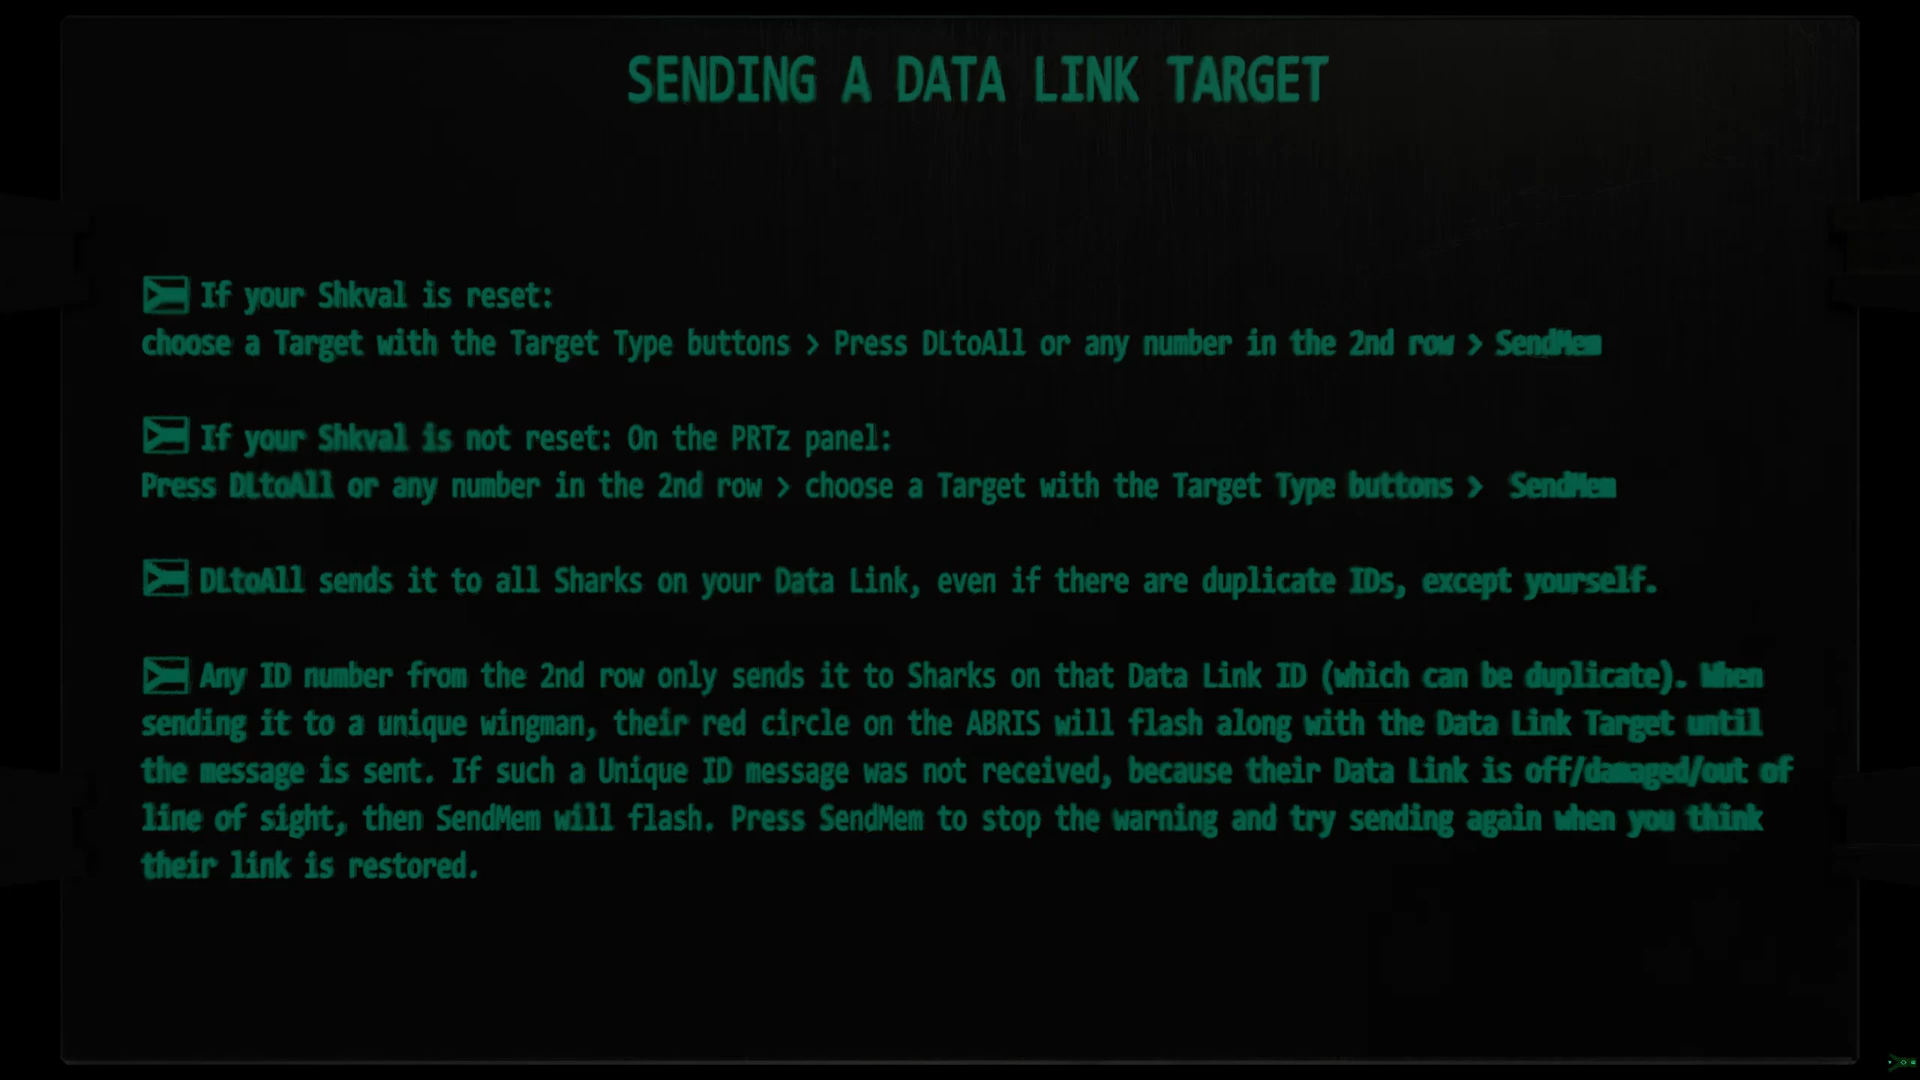 SENDING A DATA LINK TARGET
If your Shkval is reset:
choose a Target with the Target Type buttons > Press DLtoAll or any number in the 2nd row > SendMem
If your Shkval is not reset: On the PRTz panel:
Press DLtoAll or any number in the 2nd row > choose a Target with the Target Type buttons > SendMem
DLtoAll sends it to all Sharks on your Data Link, even if there are duplicate IDs, except yourself.
Any ID number from the 2nd row only sends it to Sharks on that Data Link ID (which can be duplicate). When
sending it to a unique wingman, their red circle on the ABRIS will flash along with the Data Link Target until
the message is sent. If such a Unique ID message was not received, because their Data Link is off/damaged/out of
line of sight, then SendMem will flash. Press SendMem to stop the warning and try sending again when you think
their link is restored.